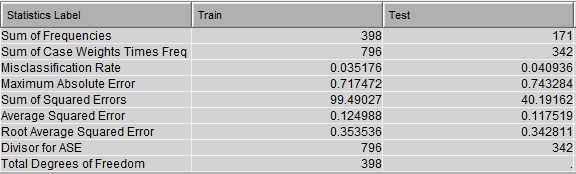 Statistics Label Train Test
Sum of Frequencies 398 171
Sum of Case Weights Times Freq 796 342
Misclassification Rate 0.035176 0.040936
Maximum Absolute Error 0.717472 0.743284
Sum of Squared Errors 99.49027 40.19162
Average Squared Error 0.124988 0.117519
Root Average Squared Error 0.353536 0.342811
Divisor for ASE 796 342
Total Degrees of Freedom 398 .